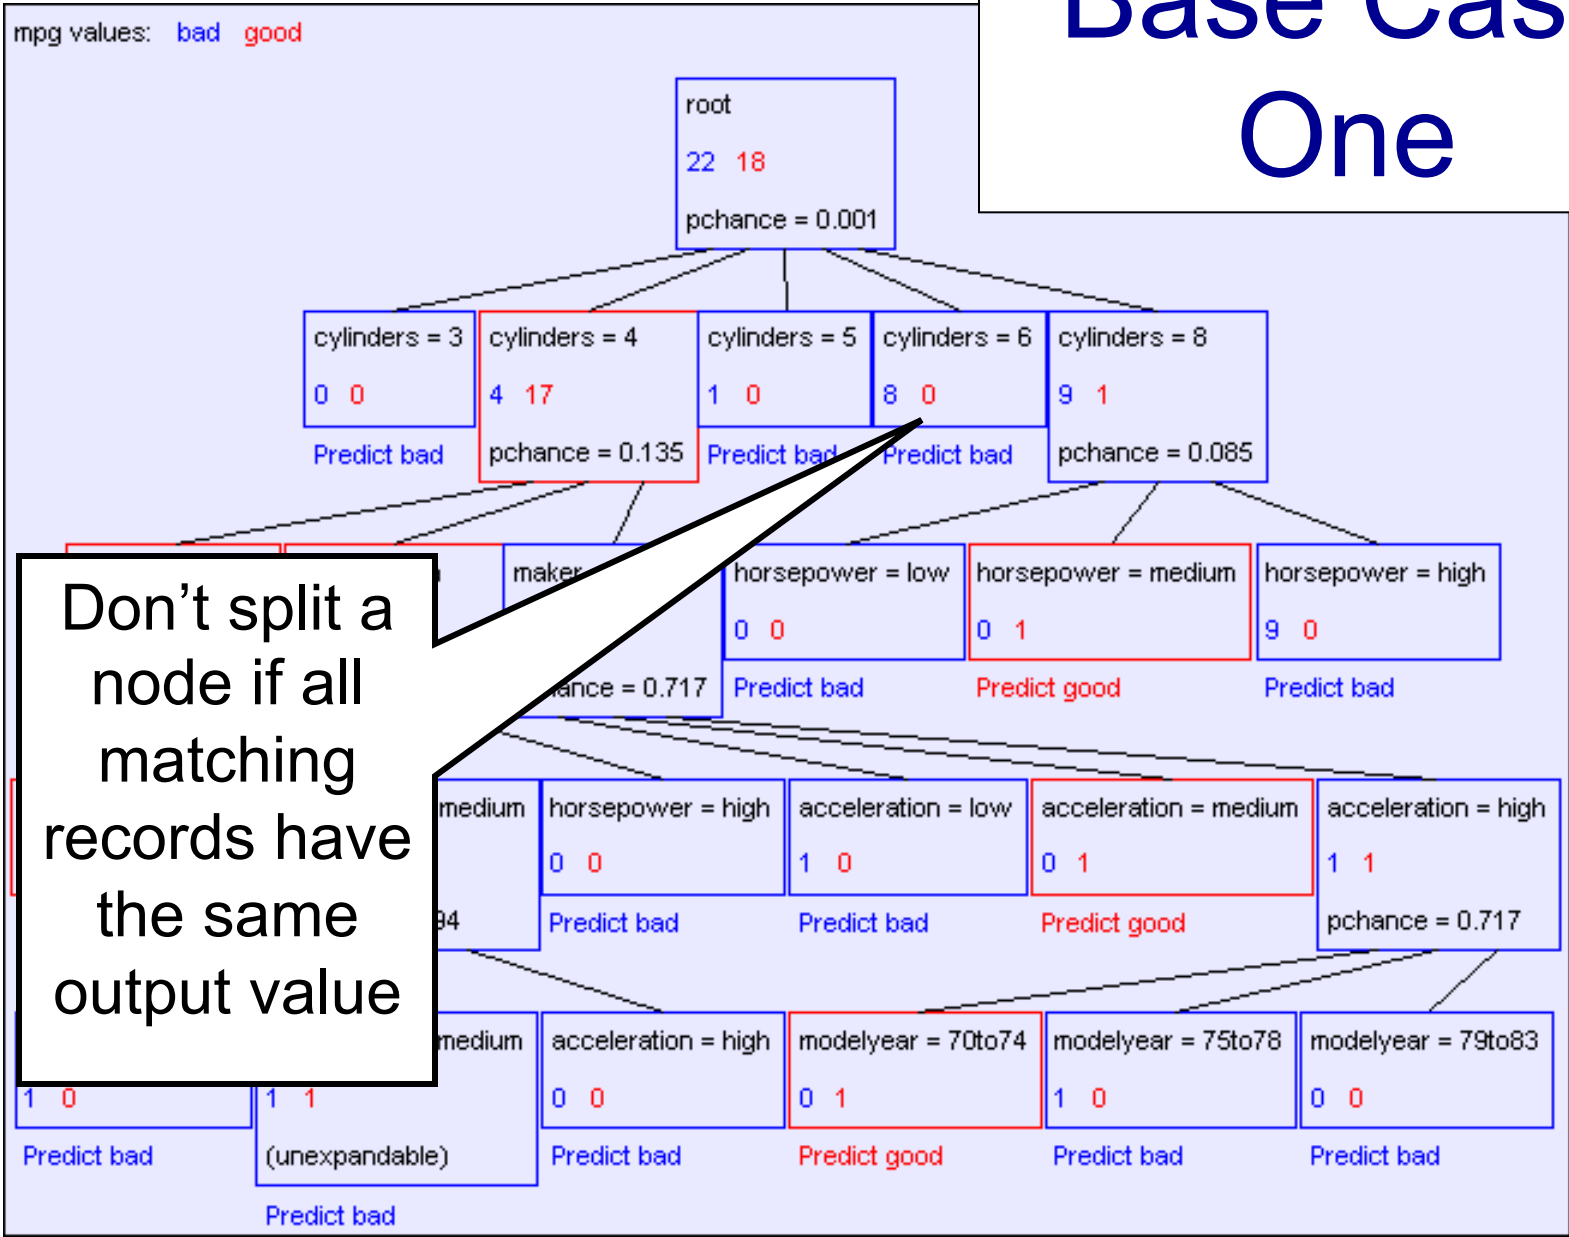 Base Cas
One
mpg values: bad good
root
22 18
pchance = 0.001
cylinders = 3 cylinders = 4 cylinders = 5 cylinders = 6 cylinders = 8
0 0 4 17 1 0 8 0 9 1
Predict bad pchance = 0.135 Predict bad Predict bad pchance = 0.085
maker horsepower = low horsepower = medium horsepower = high
0 0 0 1 9 0
= 0.717 Predict bad Predict good Predict bad
Don’t split a
node if all
matching
records have
the same
output value
medium horsepower = high acceleration = low acceleration = medium acceleration = high
0 0 1 0 0 1 1 1
94 Predict bad Predict bad Predict good pchance = 0.717
medium acceleration = high modelyear = 70to74 modelyear = 75to78 modelyear = 79to83
1 0 1 1 0 0 0 1 1 0 0 0
Predict bad (unexpandable) Predict bad Predict good Predict bad Predict bad
Predict bad